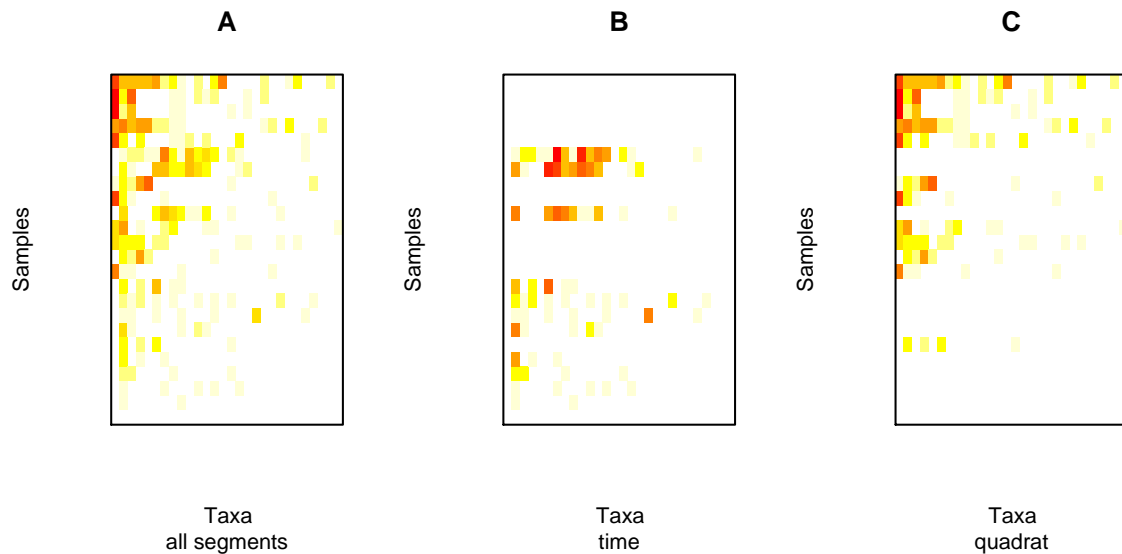 A
B
C
Samples
Samples
Samples
Taxa
all segments
Taxa
time
Taxa
quadrat